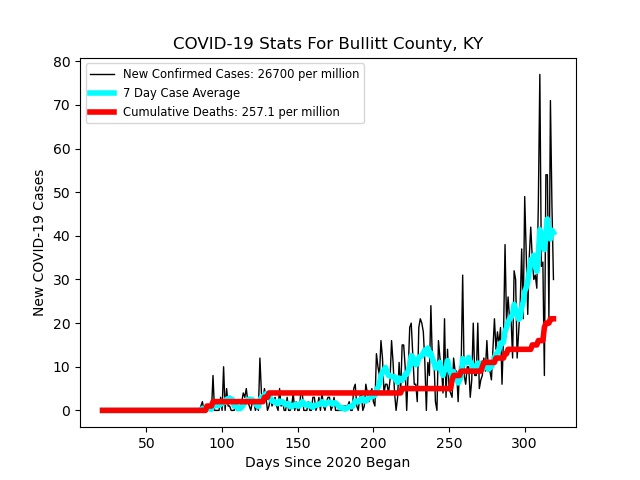 COVID-19 Stats For Bullitt County, KY
New Confirmed Cases: 26700 per million
7 Day Case Average
Cumulative Deaths: 257.1 per million
New COVID-19 Cases
80
70
60
50
40
30
20
10
0
50 100 150 200 250 300
Days Since 2020 Began